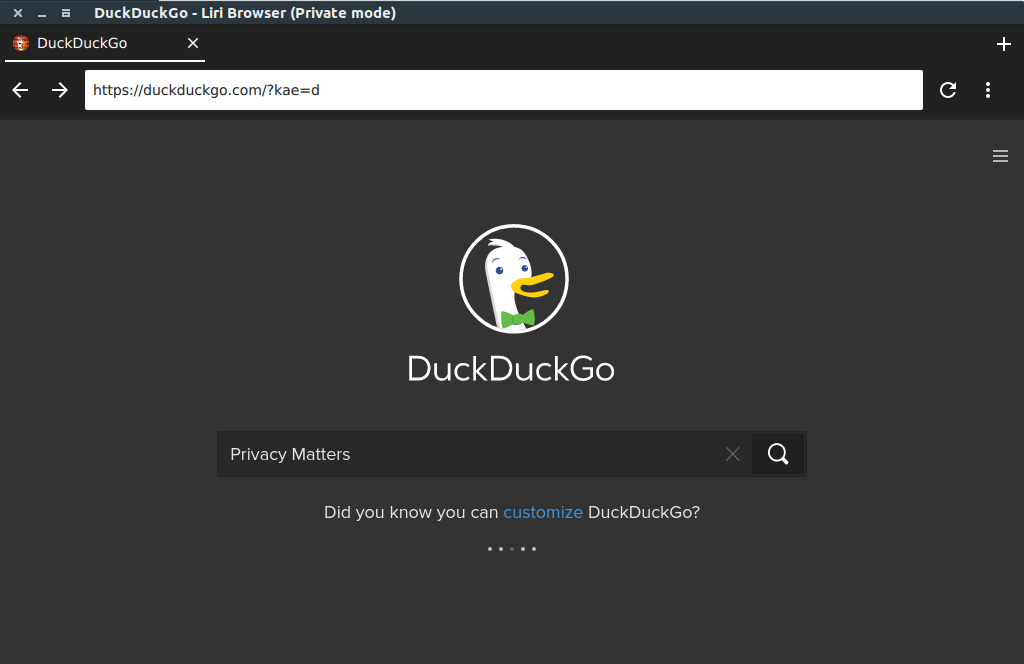 DuckDuckGo - Liri Browser (Private mode)
DuckDuckGo
https://duckduckgo.com/?kae=d
DuckDuckGo
Privacy Matters
Did you know you can customize DuckDuckGo?